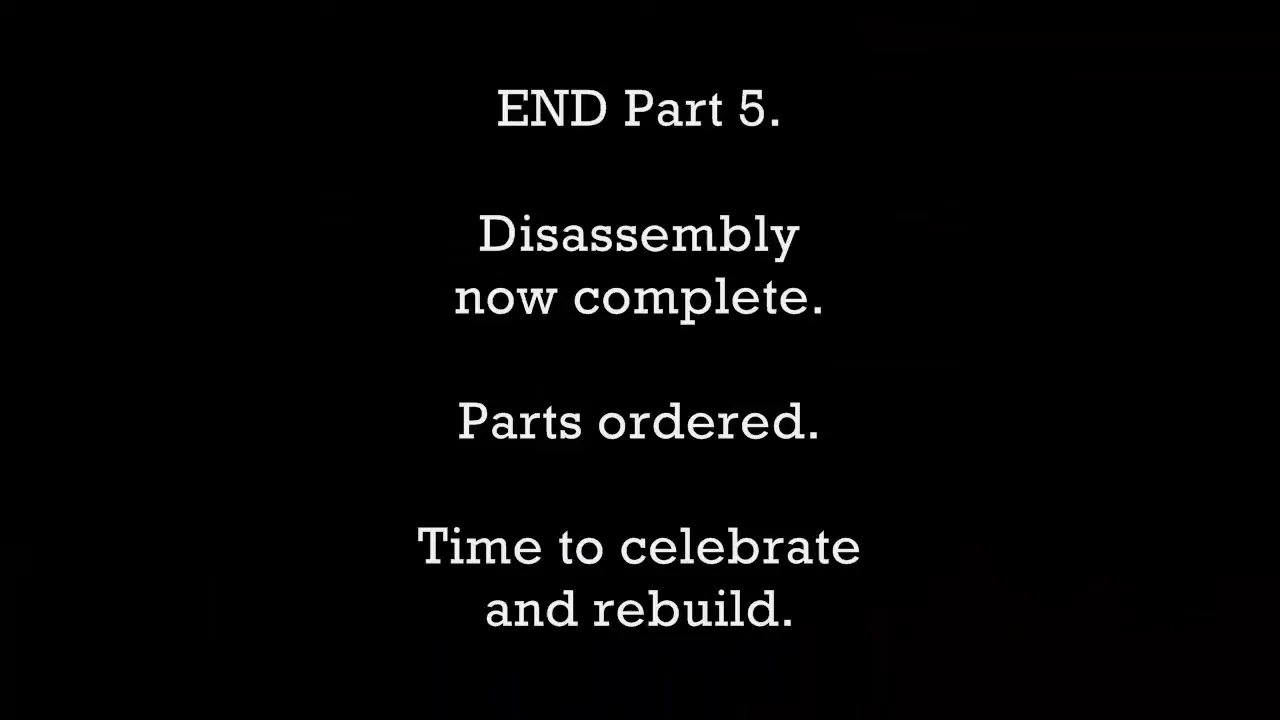 END Part 5.
Disassembly
now complete.
Parts ordered.
Time to celebrate
and rebuild.